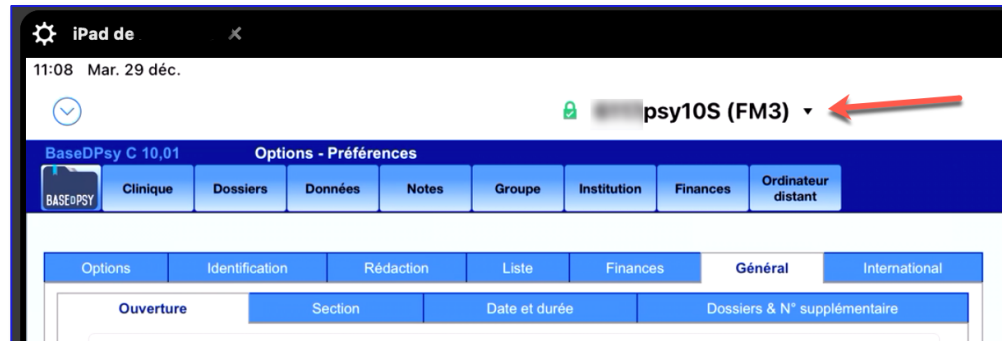 iPad de
11:08 Mar. 29 déc.
psy10S (FM3)
BaseDPsy C 10,01 Options - Préférences
BASEDPSY Clinique Dossiers Données Notes Groupe Institution Finances Ordinateur distant
Options Identification Rédaction Liste Finances Général International
Ouverture Section Date et durée Dossiers & N° supplémentaire